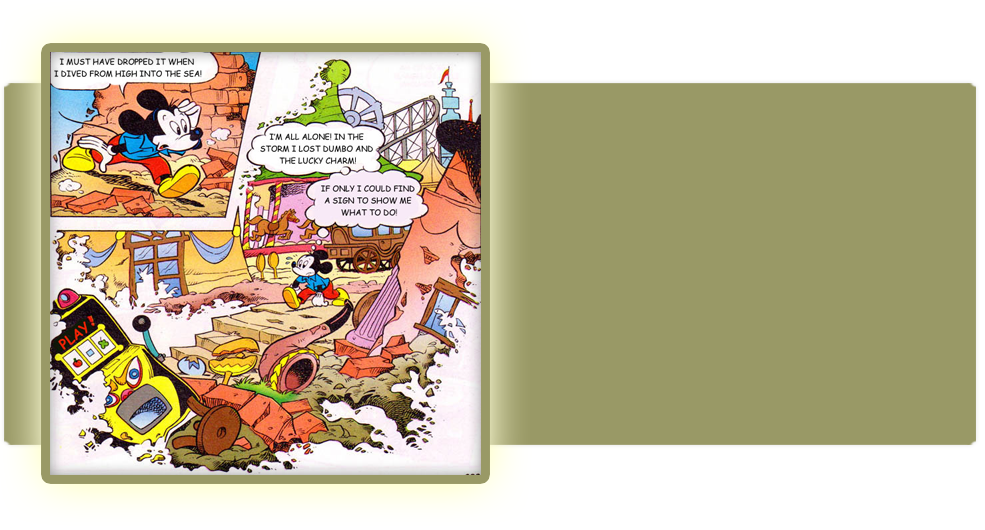 I MUST HAVE DROPPED IT WHEN
I DIVED FROM HIGH INTO THE SEA!
I'M ALL ALONE! IN THE
STORM I LOST DUMBO AND
THE LUCKY CHARM!
IF ONLY I COULD FIND
A SIGN TO SHOW ME
WHAT TO DO!
PLAY!